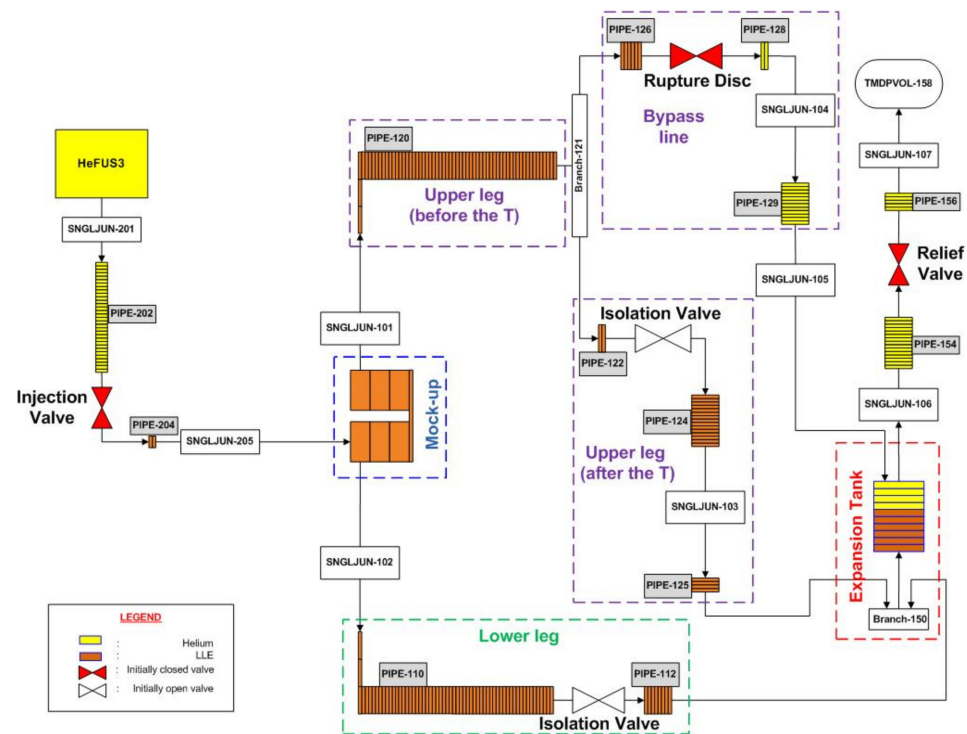 HeFUS3
SNGLJUN-201
PIPE-202
Injection
Valve
PIPE-204
SNGLJUN-205
PIPE-120
Upper leg
(before the T)
SNGLJUN-101
Mock-up
SNGLJUN-102
Branch-121
PIPE-126
PIPE-128
Rupture Disc
SNGLJUN-104
Bypass
line
PIPE-129
SNGLJUN-105
Isolation Valve
PIPE-122
PIPE-124
Upper leg
(after the T)
SNGLJUN-103
PIPE-125
TMDPVOL-158
SNGLJUN-107
PIPE-156
Relief
Valve
PIPE-154
SNGLJUN-106
Expansion Tank
Branch-150
Lower leg
PIPE-110
PIPE-112
Isolation Valve
LEGEND
: Helium
: LLE
: Initially closed valve
: Initially open valve